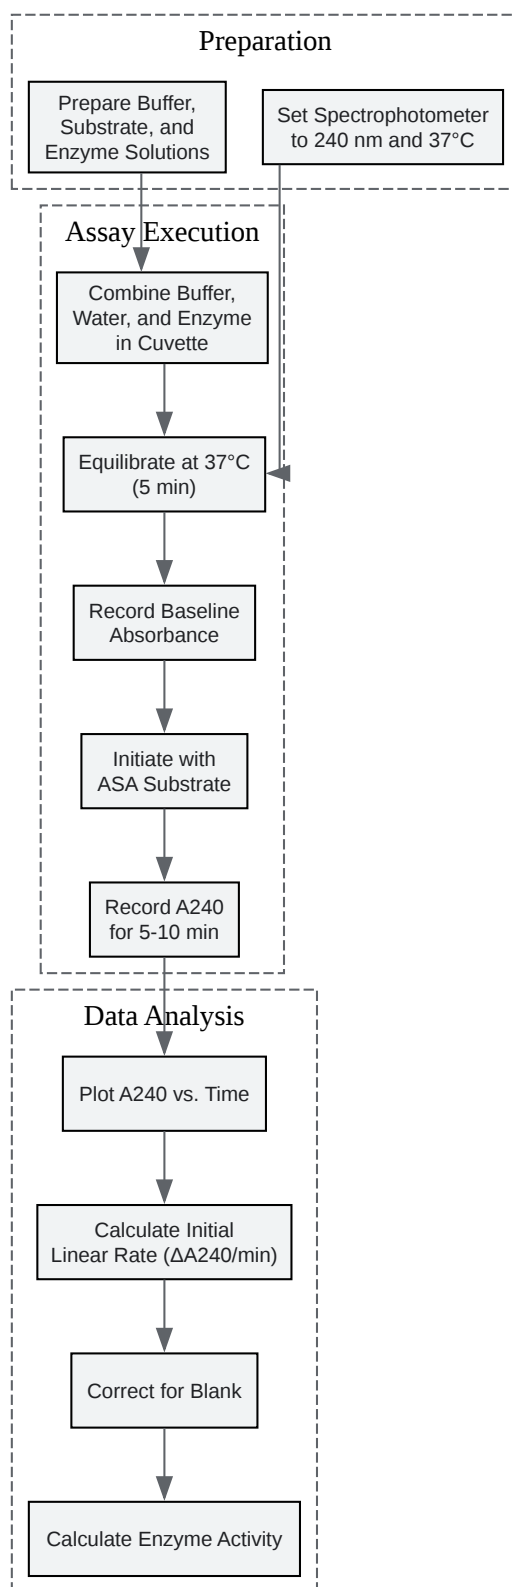 Preparation
Prepare Buffer,
Substrate, and
Enzyme Solutions
Set Spectrophotometer
to 240 nm and 37°C
Assay Execution
Combine Buffer,
Water, and Enzyme
in Cuvette
Equilibrate at 37°C
(5 min)
Record Baseline
Absorbance
Initiate with
ASA Substrate
Record A240
for 5-10 min
Data Analysis
Plot A240 vs. Time
Calculate Initial
Linear Rate (ΔA240/min)
Correct for Blank
Calculate Enzyme Activity